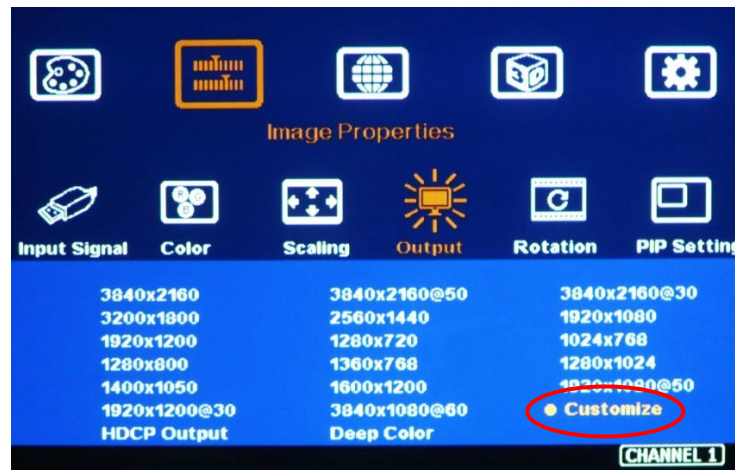 Image Properties
Input Signal Color Scaling Output Rotation PIP Setting
3840x2160 3840x2160@50 3840x2160@30
3200x1800 2560x1440 1920x1080
1920x1200 1280x720 1024x768
1280x800 1360x768 1280x1024
1400x1050 1600x1200 1920x1080@50
1920x1200@30 3840x1080@60 Customize
HDCP Output Deep Color
CHANNEL 1